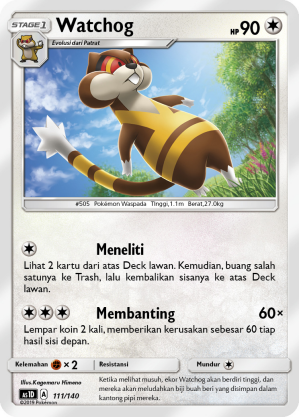 STAGE 1 Watchog HP 90
Evolusi dari Patrat
#505 Pokémon Waspada Tinggi,1.1m Berat,27.0kg
Meneliti
Lihat 2 kartu dari atas Deck lawan. Kemudian, buang salah
satunya ke Trash, lalu kembalikan sisanya ke atas Deck
lawan.
Membanting 60×
Lempar koin 2 kali, memberikan kerusakan sebesar 60 tiap
hasil sisi depan.
Kelemahan × 2 Resistansi Mundur
Illus.Kagemaru Himeno
AS1D A 111/140
©2019 Pokémon
Ketika melihat musuh, ekor Watchog akan berdiri tinggi, dan
mereka akan meludahkan biji buah beri yang disimpan dalam
kantong pipi mereka.